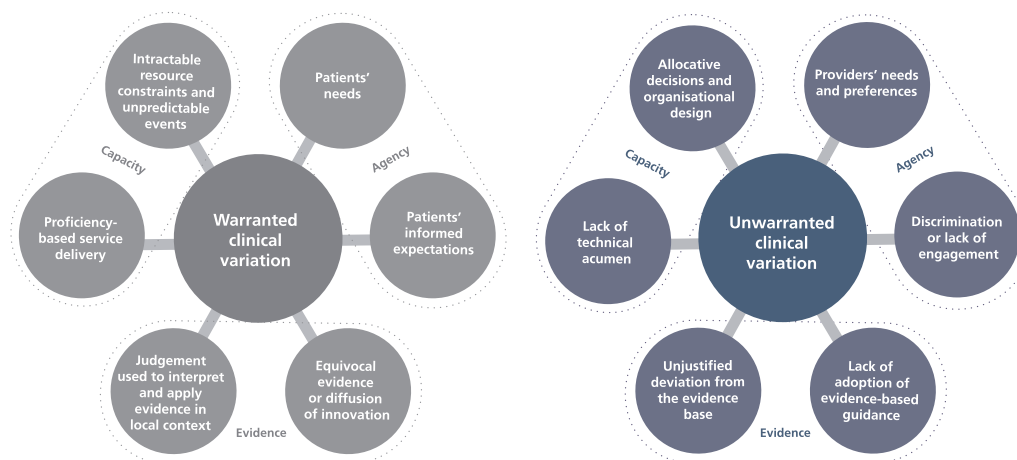 Intractable
resource
constraints and
unpredictable
events
Patients’
needs
Capacity
Agency
Proficiency-
based service
delivery
Warranted
clinical
variation
Patients’
informed
expectations
Judgement
used to interpret
and apply
evidence in
local context
Equivocal
evidence
or diffusion
of innovation
Evidence
Allocative
decisions and
organisational
design
Providers’ needs
and preferences
Capacity
Agency
Lack of
technical
acumen
Unwarranted
clinical
variation
Discrimination
or lack of
engagement
Unjustified
deviation from
the evidence
base
Lack of
adoption of
evidence-based
guidance
Evidence